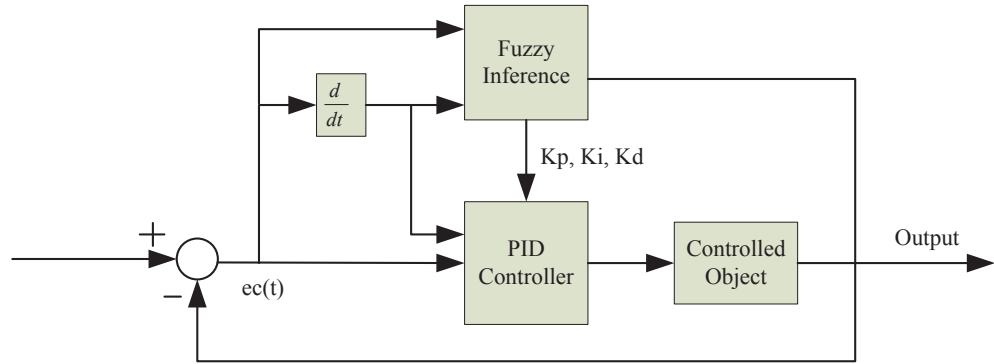 Fuzzy
Inference
d
dt
Kp, Ki, Kd
+
PID
Controller
Controlled
Object
Output
−
ec(t)